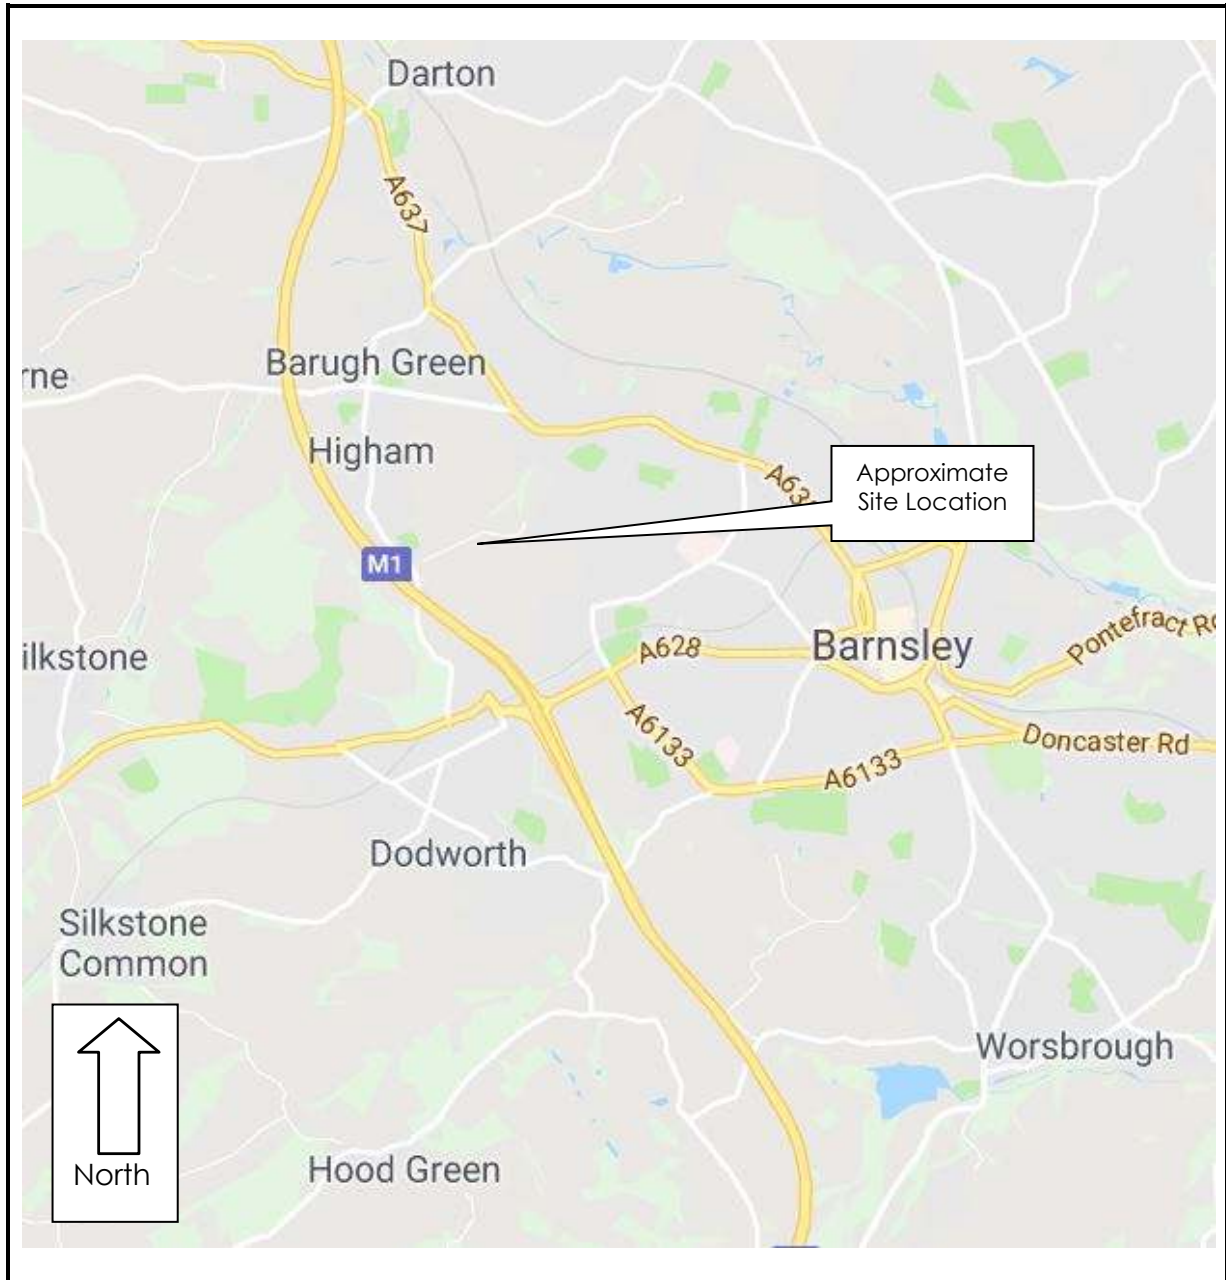 Darton
A637
Barugh Green
rne
Higham
A63
Approximate
Site Location
M1
Pontefract R
Barnsley
A628
ilkstone
A6133
Doncaster Rd
A6133
Dodworth
Silkstone
Common
Worsbrough
North
Hood Green